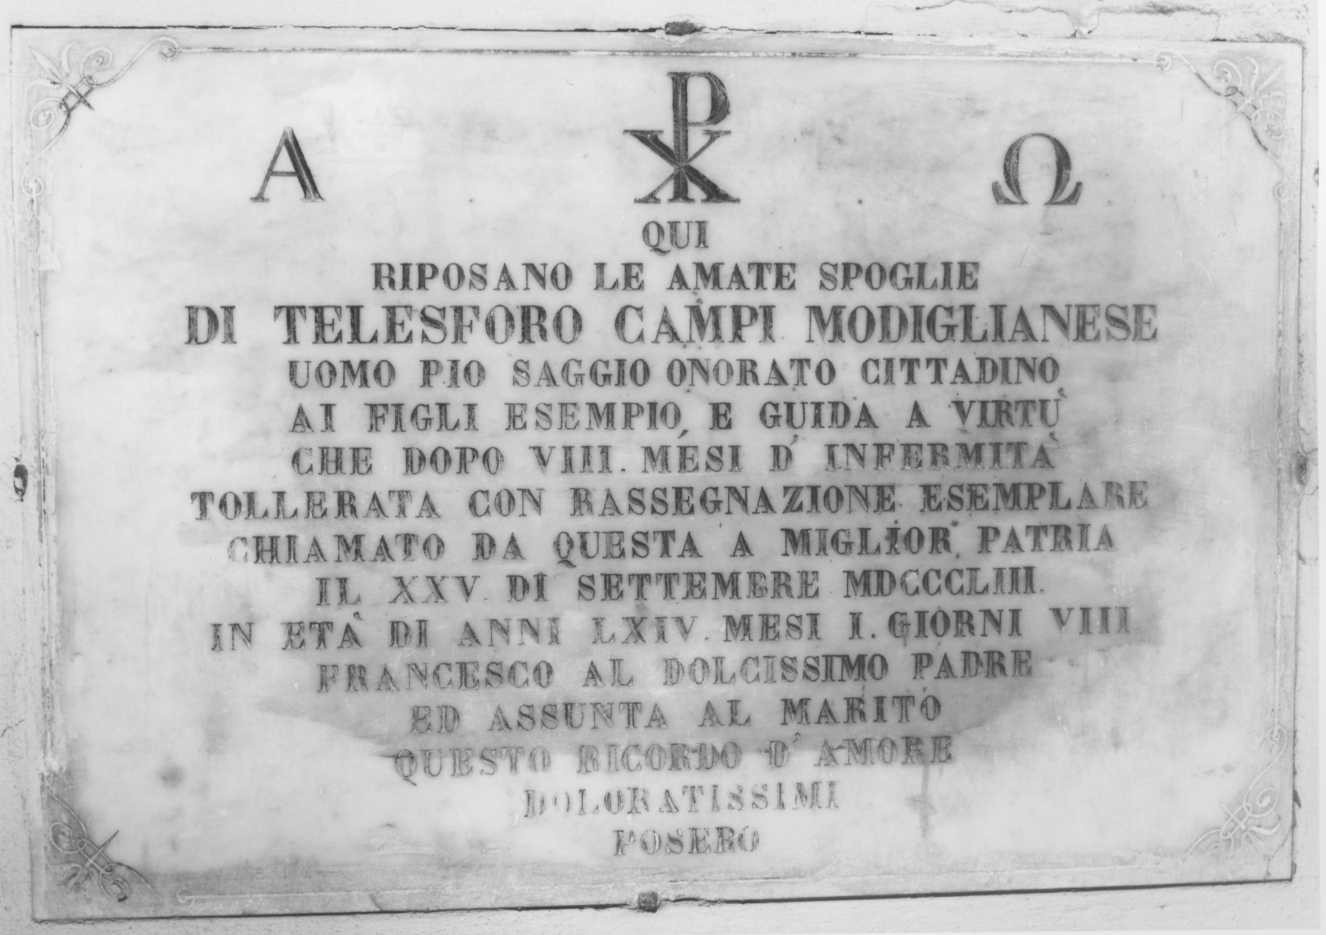 Α ☧ Ω
QUI
RIPOSANO LE AMATE SPOGLIE
DI TELESFORO CAMPI MODIGLIANESE
UOMO PIO SAGGIO ONORATO CITTADINO
AI FIGLI ESEMPIO E GUIDA A VIRTU'
CHE DOPO VIII. MESI D' INFERMITÀ
TOLLERATA CON RASSEGNAZIONE ESEMPLARE
CHIAMATO DA QUESTA A MIGLIOR PATRIA
IL XXV DI SETTEMBRE MDCCCLIII.
IN ETÀ DI ANNI LXIV. MESI I. GIORNI VIII
FRANCESCO AL DOLCISSIMO PADRE
ED ASSUNTA AL MARITO
QUESTO RICORDO D' AMORE
DOLORATISSIMI
POSERO